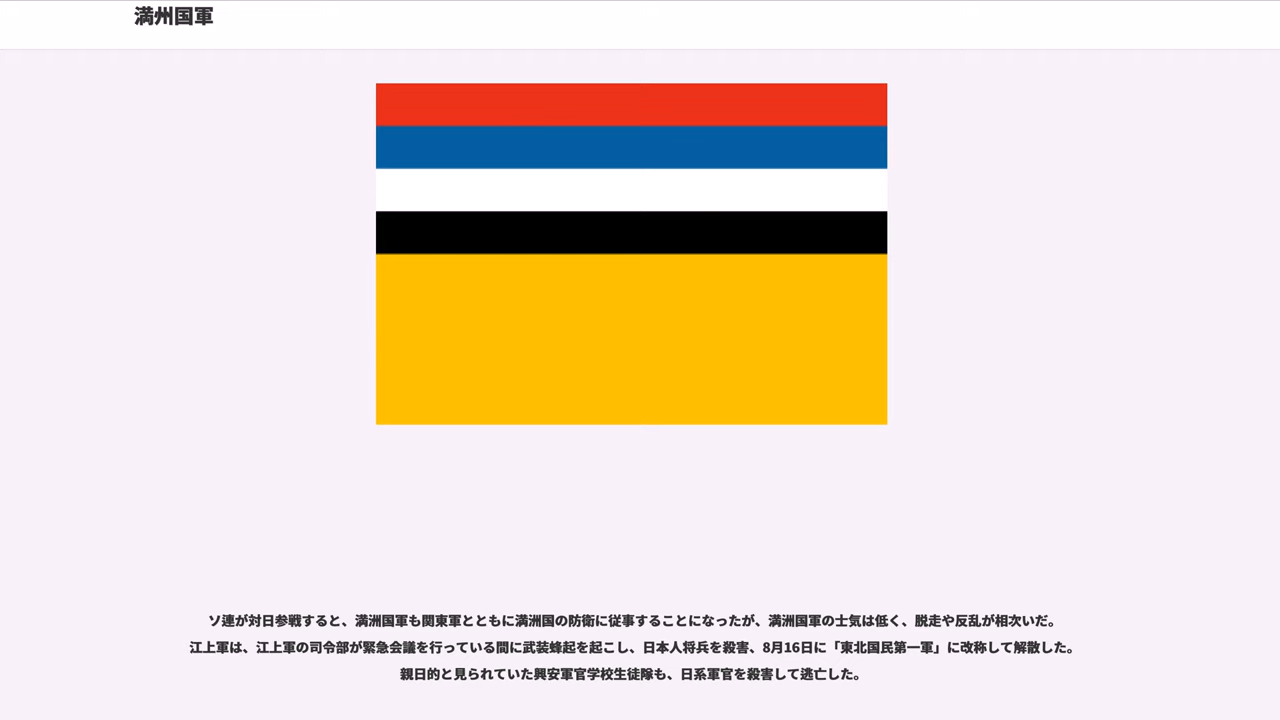 満州国軍
ソ連が対日参戦すると、満洲国軍も関東軍とともに満洲国の防衛に従事することになったが、満洲国軍の士気は低く、脱走や反乱が相次いだ。
江上軍は、江上軍の司令部が緊急会議を行っている間に武装蜂起を起こし、日本人将兵を殺害、8月16日に「東北国民第一軍」に改称して解散した。
親日的と見られていた興安軍官学校生徒隊も、日系軍官を殺害して逃亡した。